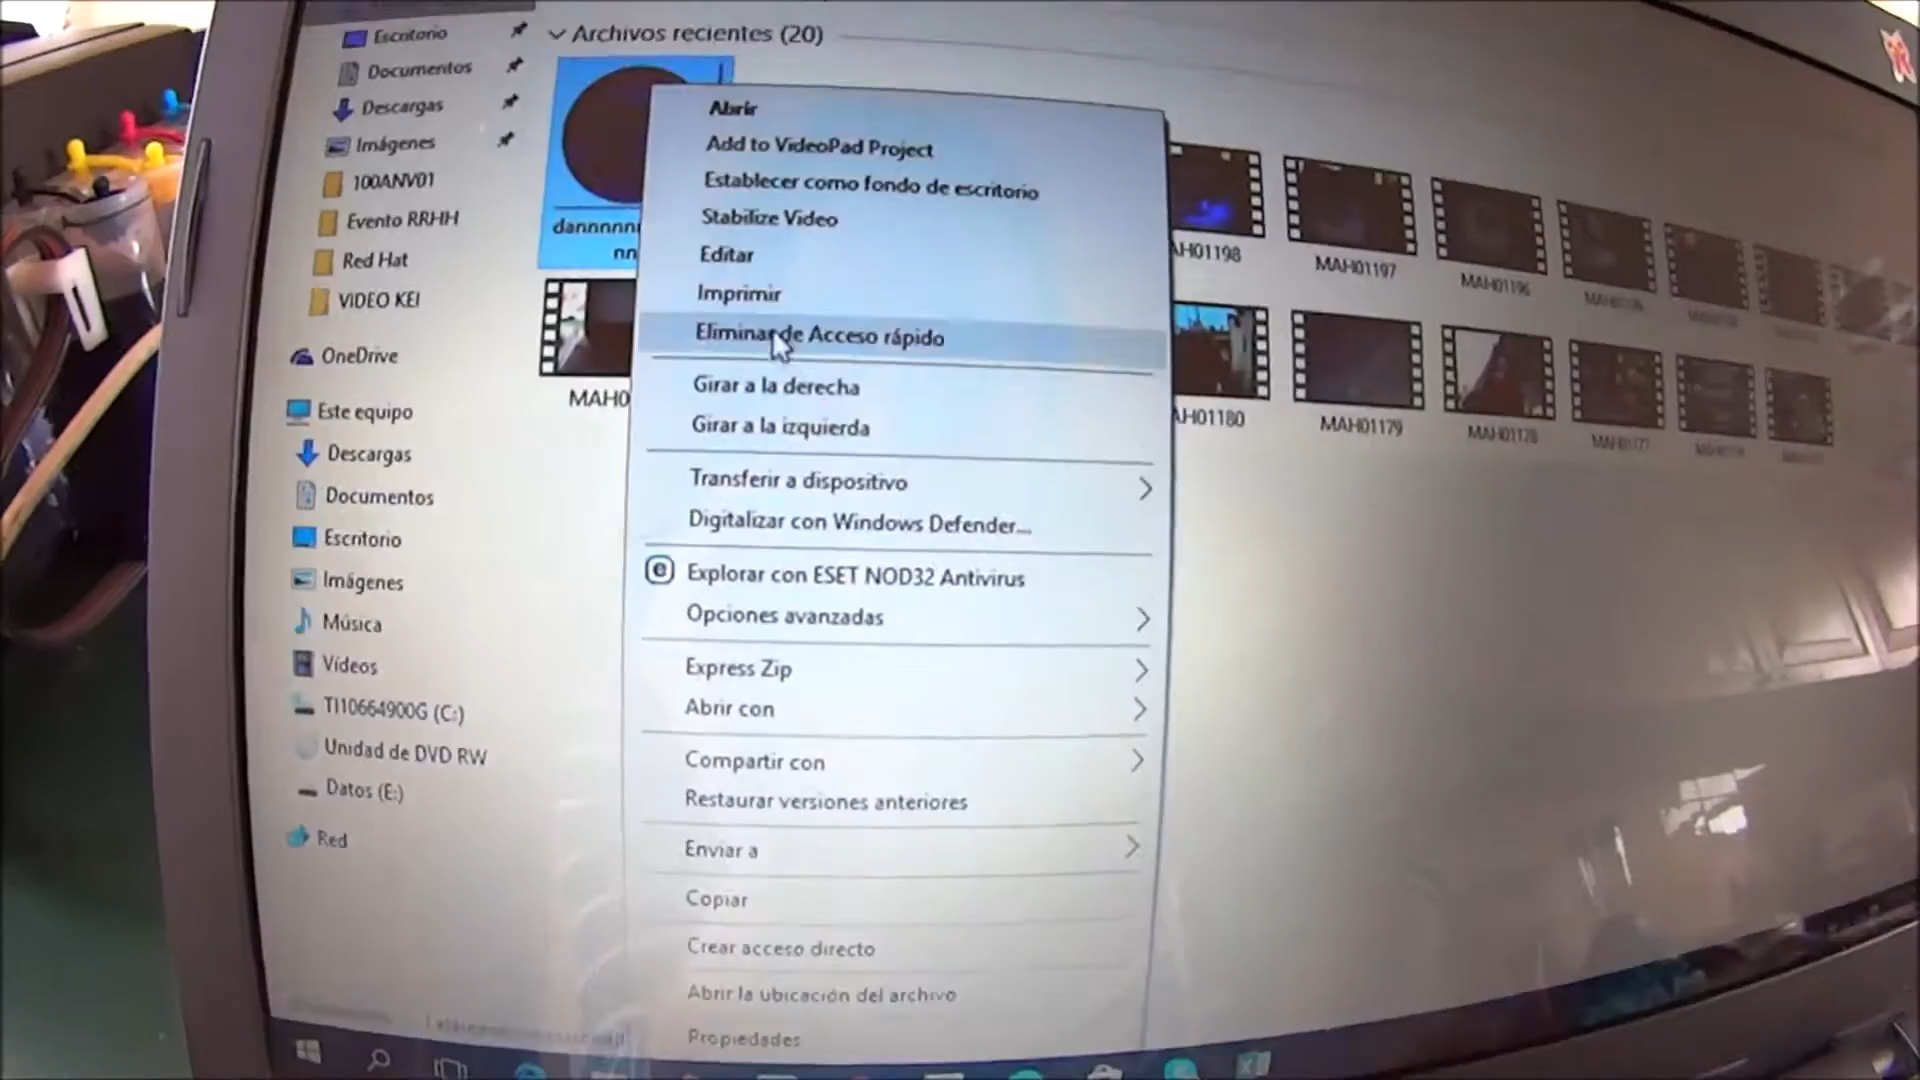 Escritorio
Documentos
Descargas
Imágenes
100ANV01
Evento RRHH
Red Hat
VIDEO KEI
OneDrive
Este equipo
Descargas
Documentos
Escritorio
Imágenes
Música
Vídeos
TI10664900G (C:)
Unidad de DVD RW
Datos (E:)
Red
Archivos recientes (20)
dannnnn
nn
AH01198
MAH01197
MAH01196
MAH0
AH01180
MAH01179
MAH01178
MAH01177
Abrir
Add to VideoPad Project
Establecer como fondo de escritorio
Stabilize Video
Editar
Imprimir
Eliminar de Acceso rápido
Girar a la derecha
Girar a la izquierda
Transferir a dispositivo
Digitalizar con Windows Defender...
e Explorar con ESET NOD32 Antivirus
Opciones avanzadas
Express Zip
Abrir con
Compartir con
Restaurar versiones anteriores
Enviar a
Copiar
Crear acceso directo
Abrir la ubicación del archivo
Propiedades